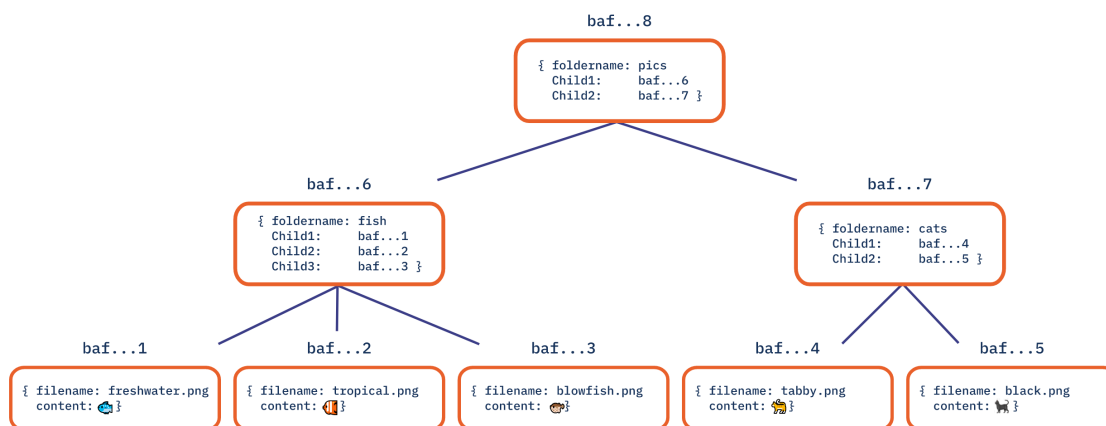 baf...8
{ foldername: pics
Child1: baf...6
Child2: baf...7 }
baf...6
baf...7
{ foldername: fish
Child1: baf...1
Child2: baf...2
Child3: baf...3 }
{ foldername: cats
Child1: baf...4
Child2: baf...5 }
baf...1
baf...2
baf...3
baf...4
baf...5
{ filename: freshwater.png
content: }
{ filename: tropical.png
content: }
{ filename: blowfish.png
content: }
{ filename: tabby.png
content: }
{ filename: black.png
content: }